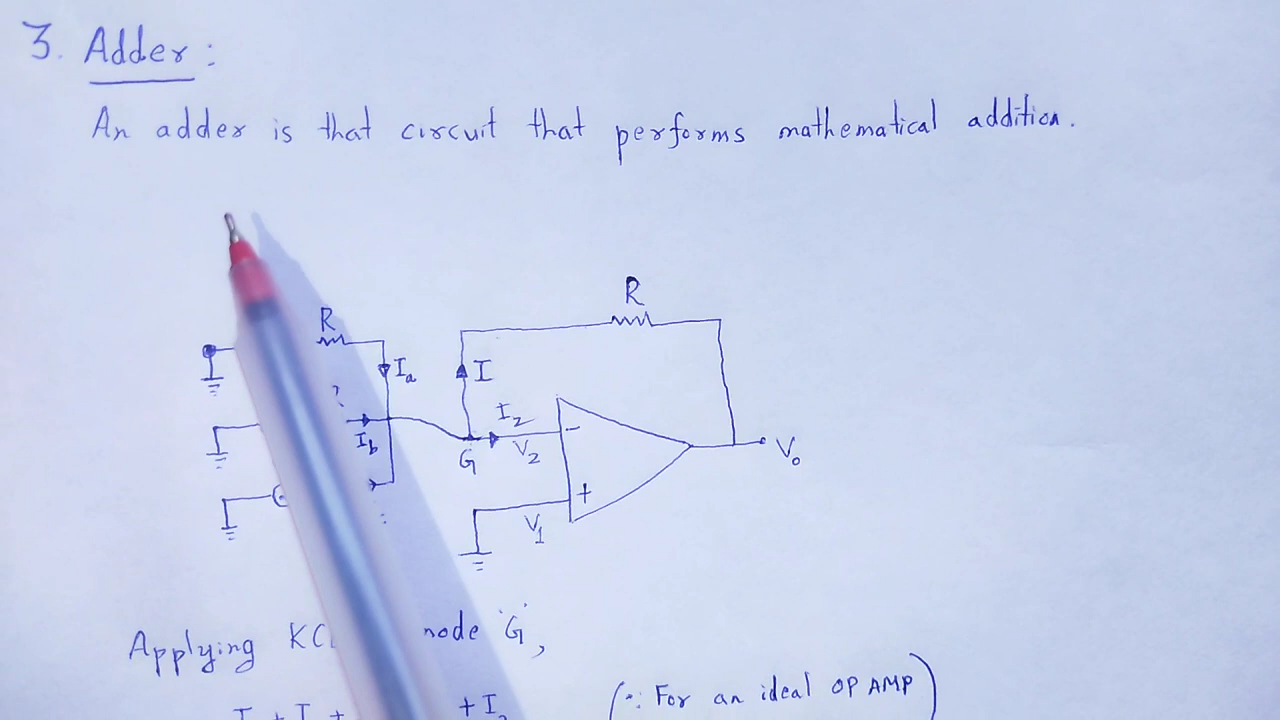 3. Adder :
An adder is that circuit that performs mathematical addition.
R
R
Ia
I
I2
Ib
G
V2
Vo
-
+
V1
Applying node 'G',
+ I
(∵ For an ideal OP AMP)